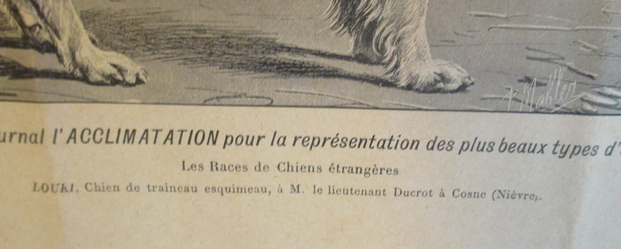 P. Mahler
urnal l'ACCLIMATATION pour la représentation des plus beaux types d'
Les Races de Chiens étrangères
LOUKI, Chien de traineau esquimeau, à M. le lieutenant Ducrot à Cosne (Nièvre).